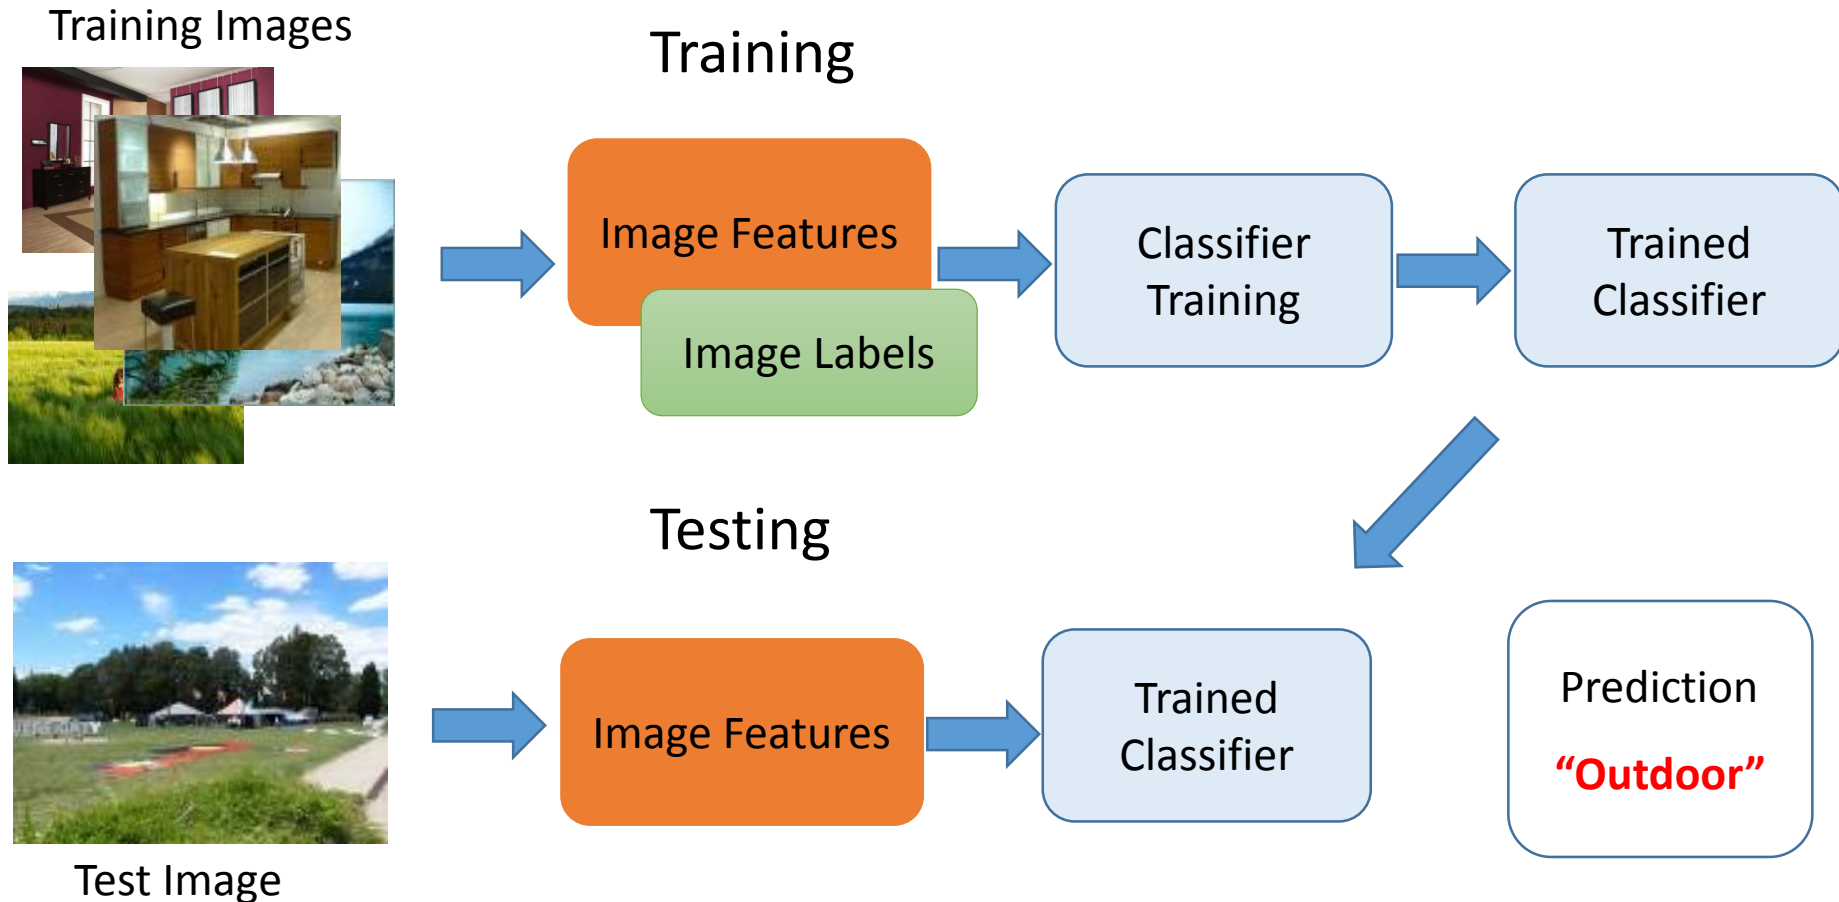 Training Images
Training
Image Features
Image Labels
Classifier
Training
Trained
Classifier
Testing
Image Features
Trained
Classifier
Prediction
“Outdoor”
Test Image